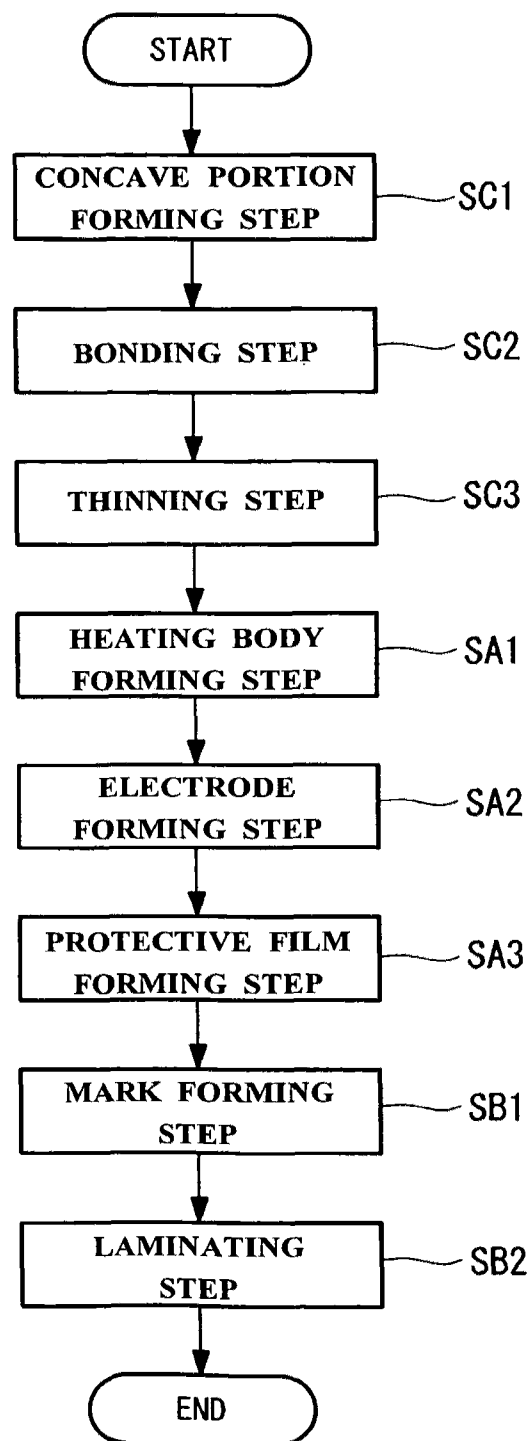 START
CONCAVE PORTION
FORMING STEP
SC1
BONDING STEP
SC2
THINNING STEP
SC3
HEATING BODY
FORMING STEP
SA1
ELECTRODE
FORMING STEP
SA2
PROTECTIVE FILM
FORMING STEP
SA3
MARK FORMING
STEP
SB1
LAMINATING
STEP
SB2
END